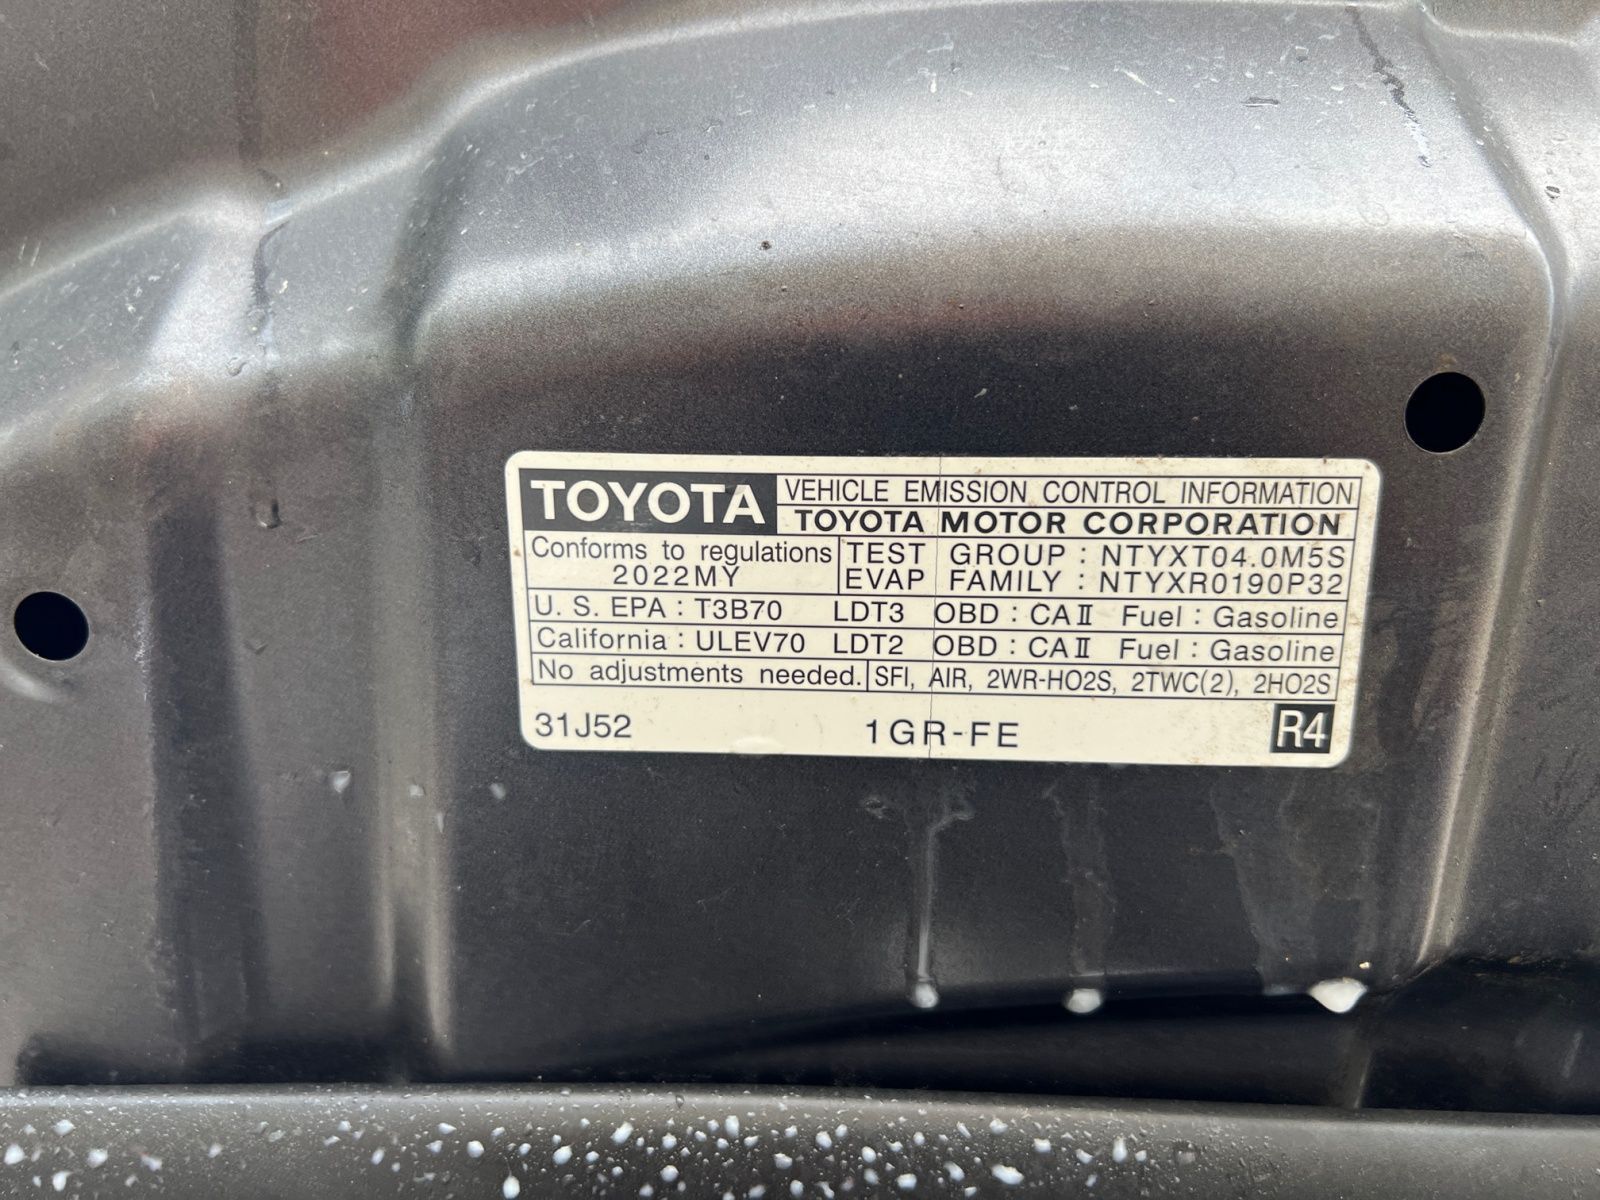 TOYOTA VEHICLE EMISSION CONTROL INFORMATION
TOYOTA MOTOR CORPORATION
Conforms to regulations
2022MY
TEST GROUP : NTYXT04.0M5S
EVAP FAMILY : NTYXR0190P32
U. S. EPA : T3B70 LDT3 OBD : CAⅡ Fuel : Gasoline
California : ULEV70 LDT2 OBD : CAⅡ Fuel : Gasoline
No adjustments needed. SFI, AIR, 2WR-HO2S, 2TWC(2), 2HO2S
31J52 1GR-FE R4